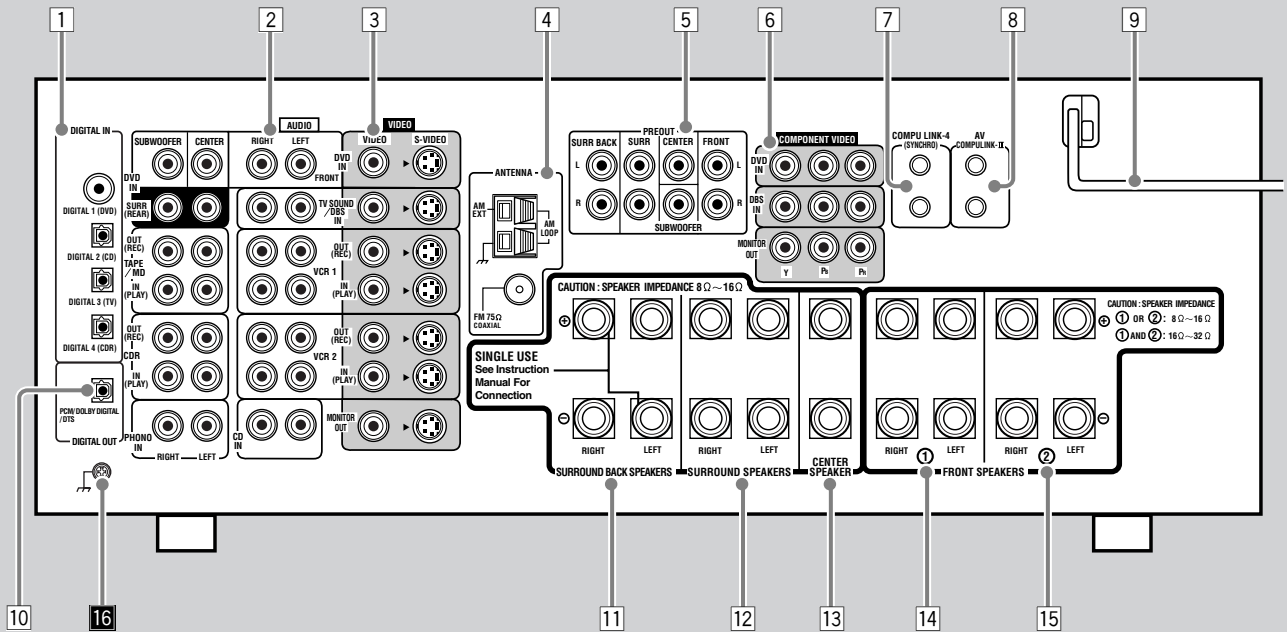 1 2 3 4 5 6 7 8 9
DIGITAL IN
DIGITAL 1 (DVD)
DIGITAL 2 (CD)
DIGITAL 3 (TV)
DIGITAL 4 (CDR)
PCM/DOLBY DIGITAL
/DTS
DIGITAL OUT
SUBWOOFER CENTER
DVD
IN
SURR
(REAR)
OUT
(REC)
TAPE
/MD
IN
(PLAY)
OUT
(REC)
CDR
IN
(PLAY)
PHONO
IN
RIGHT LEFT
AUDIO
RIGHT LEFT
FRONT
TV SOUND
/DBS
IN
VCR 1
VCR 2
CD
IN
VIDEO
VIDEO S-VIDEO
DVD
IN
OUT
(REC)
IN
(PLAY)
OUT
(REC)
IN
(PLAY)
MONITOR
OUT
ANTENNA
AM
EXT
AM
LOOP
FM 75Ω
COAXIAL
PREOUT
SURR BACK SURR CENTER FRONT
L L
R R
SUBWOOFER
COMPONENT VIDEO
DVD
IN
DBS
IN
MONITOR
OUT
Y PB PR
COMPU LINK-4
(SYNCHRO)
AV
COMPULINK-II
CAUTION : SPEAKER IMPEDANCE 8Ω～16Ω
⊕
SINGLE USE
See Instruction
Manual For
Connection
⊖
RIGHT LEFT
SURROUND BACK SPEAKERS
RIGHT LEFT
SURROUND SPEAKERS
CENTER
SPEAKER
RIGHT ① LEFT
RIGHT ② LEFT
FRONT SPEAKERS
⊕
⊖
CAUTION : SPEAKER IMPEDANCE
① OR ② : 8Ω～16 Ω
① AND ② : 16Ω～32 Ω
10 16 11 12 13 14 15